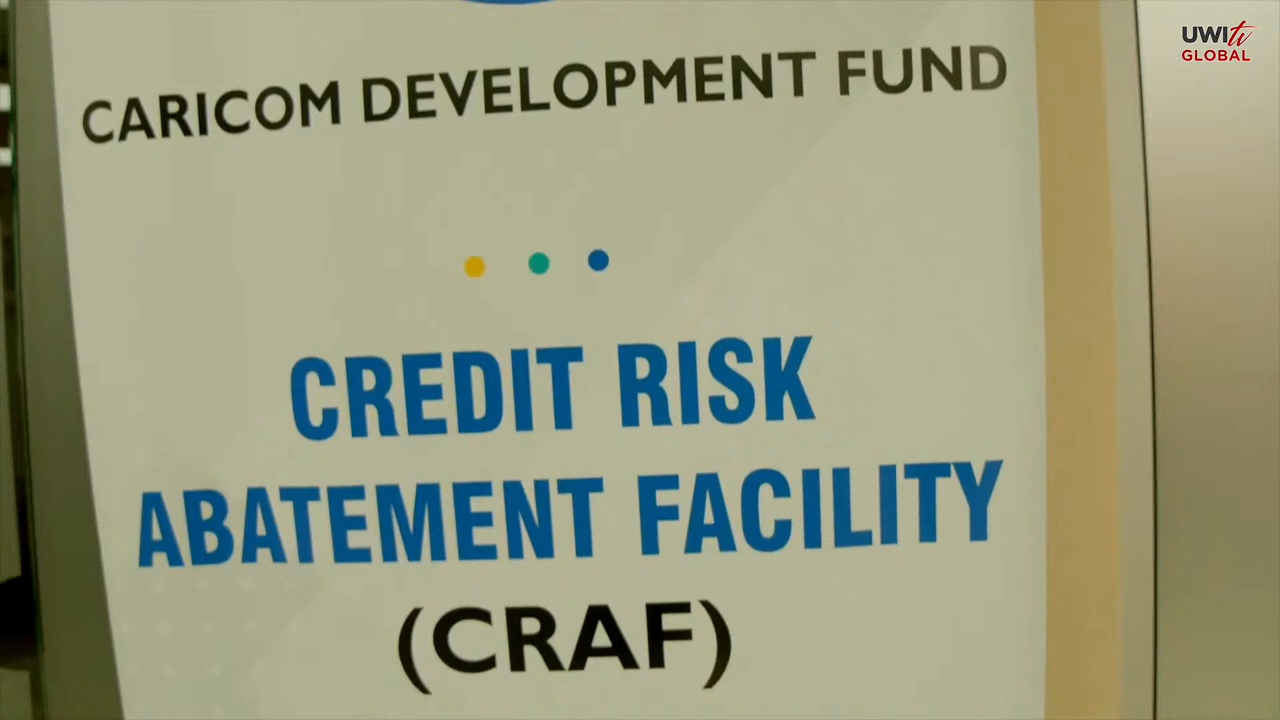 UWItv
GLOBAL
CARICOM DEVELOPMENT FUND
CREDIT RISK
ABATEMENT FACILITY
(CRAF)